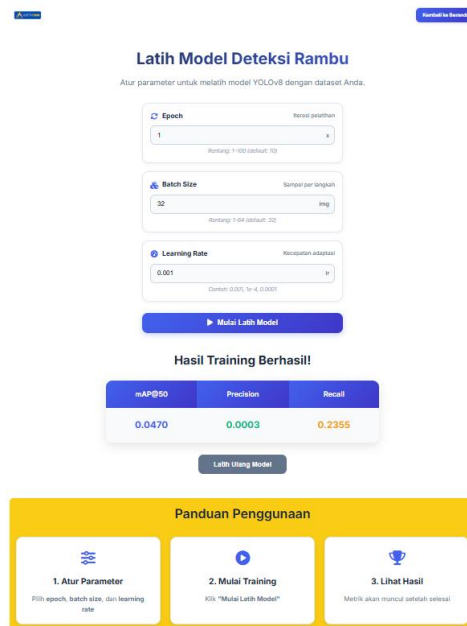 Kembali ke Beranda
Latih Model Deteksi Rambu
Atur parameter untuk melatih model YOLOv8 dengan dataset Anda.
Epoch Iterasi pelatihan
1 x
Rentang: 1-100 (default: 10)
Batch Size Sampel per langkah
32 img
Rentang: 1-64 (default: 32)
Learning Rate Kecepatan adaptasi
0.001 lr
Contoh: 0.001, 1e-4, 0.0001
Mulai Latih Model
Hasil Training Berhasil!
mAP@50 Precision Recall
0.0470 0.0003 0.2355
Latih Ulang Model
Panduan Penggunaan
1. Atur Parameter 2. Mulai Training 3. Lihat Hasil
Pilih epoch, batch size, dan learning Klik "Mulai Latih Model" Metrik akan muncul setelah selesai
rate